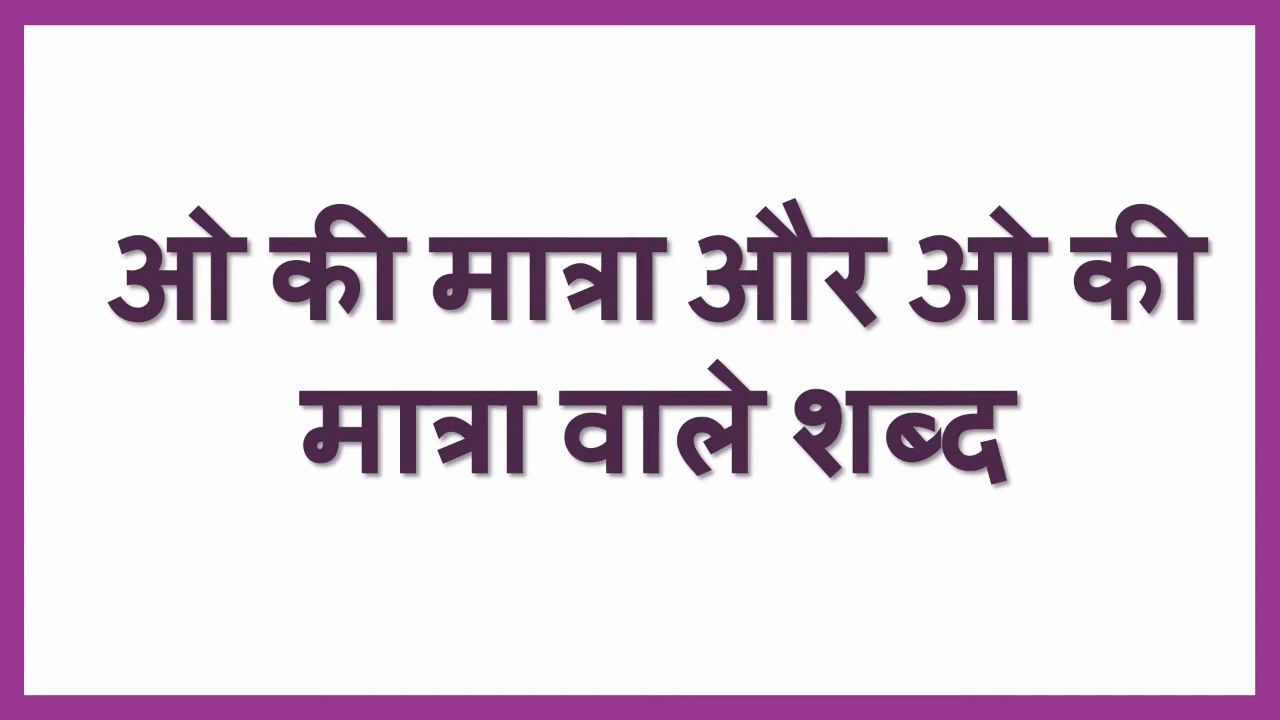 ओ की मात्रा और ओ की
मात्रा वाले शब्द